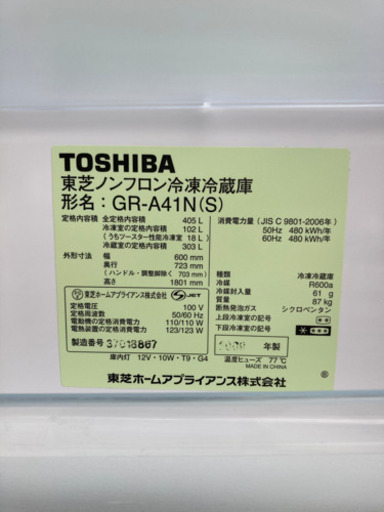 TOSHIBA
東芝ノンフロン冷凍冷蔵庫
形名：GR-A41N(S)
定格内容積 全定格内容積 405 L
冷凍室の定格内容積 102 L
(うちツースター性能冷凍室 18 L)
冷蔵室の定格内容積 303 L
外形寸法 幅 600 mm
奥行 723 mm
(ハンドル・調整脚除く 703 mm)
高さ 1801 mm
東芝ホームアプライアンス株式会社 JET
定格電圧 100 V
定格周波数 50/60 Hz
電動機の定格消費電力 110/110 W
電熱装置の定格消費電力 123/123 W
製造番号 37018867
庫内灯 12V・10W・T9・G4
消費電力量 (JIS C 9801-2006年)
50Hz 480 kWh/年
60Hz 480 kWh/年
種類 冷凍冷蔵庫
冷媒 R600a
冷媒封入量 61 g
質量 87 kg
断熱発泡ガス シクロペンタン
上段冷凍室の記号
下段冷凍室の記号
年製
温度ヒューズ 77℃
MADE IN CHINA
東芝ホームアプライアンス株式会社 ®